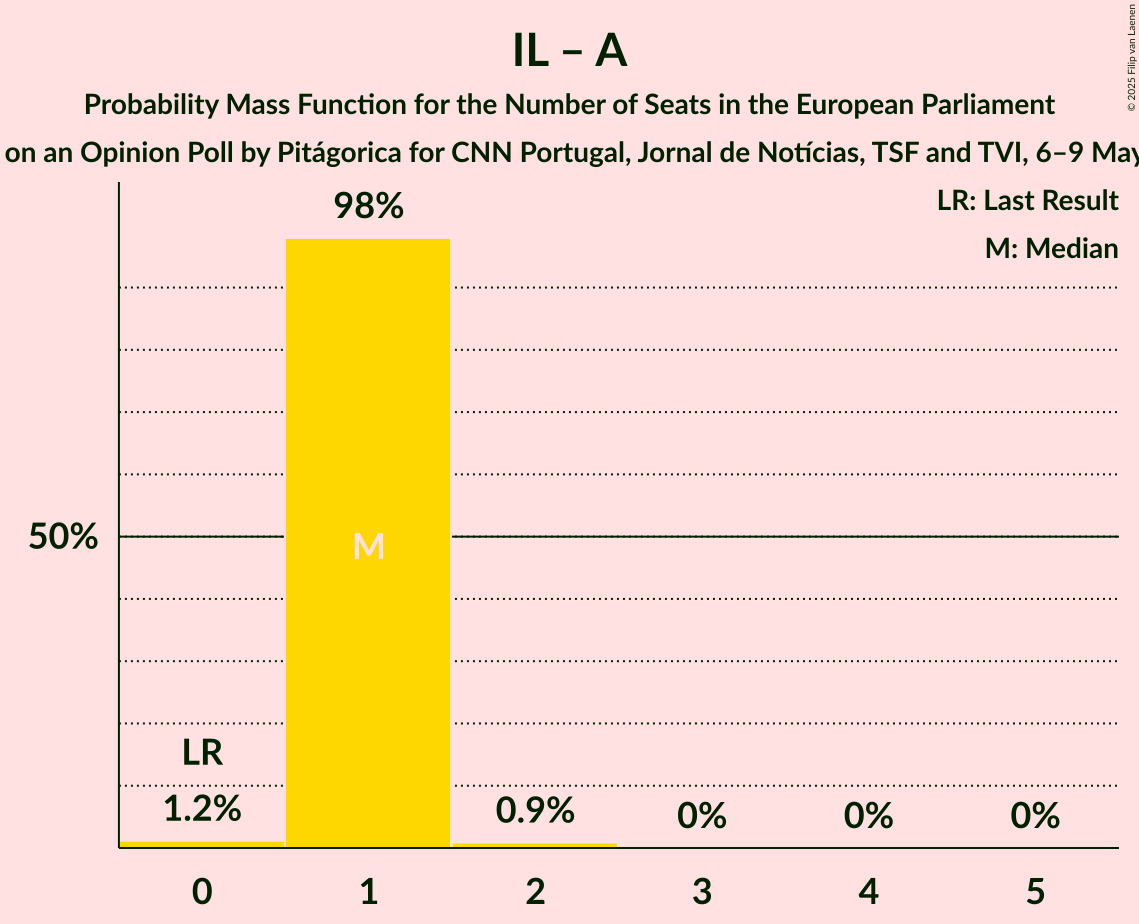 IL – A
Probability Mass Function for the Number of Seats in the European Parliament
on an Opinion Poll by Pitágorica for CNN Portugal, Jornal de Notícias, TSF and TVI, 6–9 May
© 2025 Filip van Laenen
LR: Last Result
M: Median
98%
50%
M
LR
1.2%
0.9%
0%
0%
0%
0
1
2
3
4
5